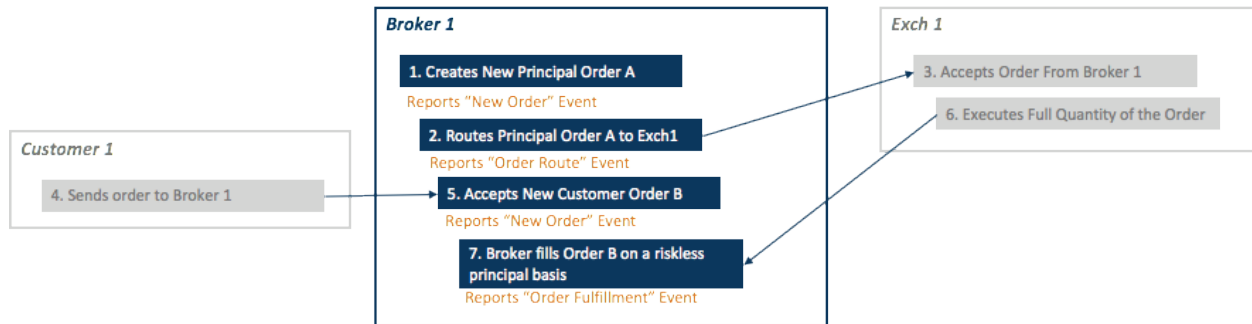 Broker 1
1. Creates New Principal Order A
Reports "New Order" Event
2. Routes Principal Order A to Exch1
Reports "Order Route" Event
5. Accepts New Customer Order B
Reports "New Order" Event
7. Broker fills Order B on a riskless
principal basis
Reports "Order Fulfillment" Event
Customer 1
4. Sends order to Broker 1
Exch 1
3. Accepts Order From Broker 1
6. Executes Full Quantity of the Order